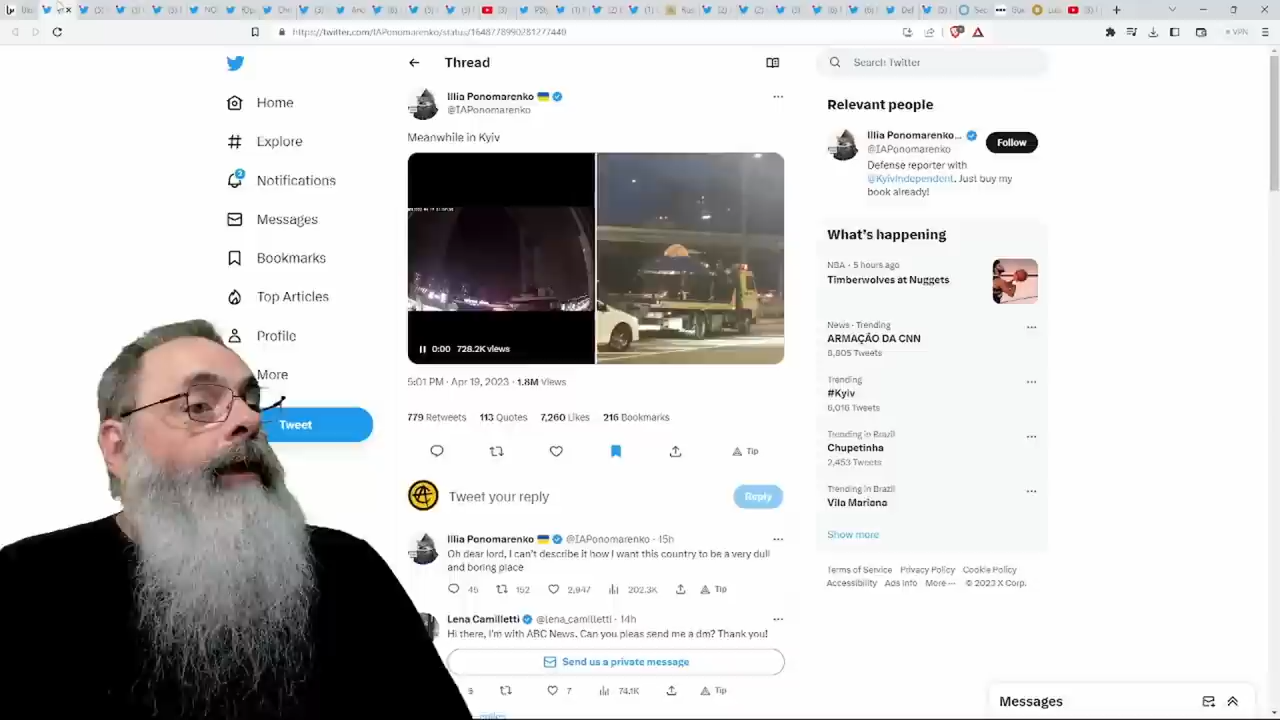 https://twitter.com/IAPonomarenko/status/1648778990281277440
VPN
Home
Explore
2
Notifications
Messages
Bookmarks
Top Articles
Profile
More
Tweet
Thread
Illia Ponomarenko
@IAPonomarenko
Meanwhile in Kyiv
0:00 728.2K views
5:01 PM · Apr 19, 2023 · 1.8M Views
779 Retweets 113 Quotes 7,260 Likes 216 Bookmarks
Tip
Tweet your reply
Reply
Illia Ponomarenko @IAPonomarenko · 15h
Oh dear lord, I can't describe it how I want this country to be a very dull
and boring place
45 152 2,947 202.3K Tip
Lena Camilletti @lena_camilletti · 14h
Hi there, I'm with ABC News. Can you pleas send me a dm? Thank you!
Send us a private message
7 74.1K Tip
replies
Search Twitter
Relevant people
Illia Ponomarenko...
@IAPonomarenko
Follow
Defense reporter with
@KyivIndependent. Just buy my
book already!
What's happening
NBA · 5 hours ago
Timberwolves at Nuggets
News · Trending
ARMAÇÃO DA CNN
8,805 Tweets
Trending
#Kyiv
6,016 Tweets
Trending in Brazil
Chupetinha
2,453 Tweets
Trending in Brazil
Vila Mariana
Show more
Terms of Service Privacy Policy Cookie Policy
Accessibility Ads info More ··· © 2023 X Corp.
Messages